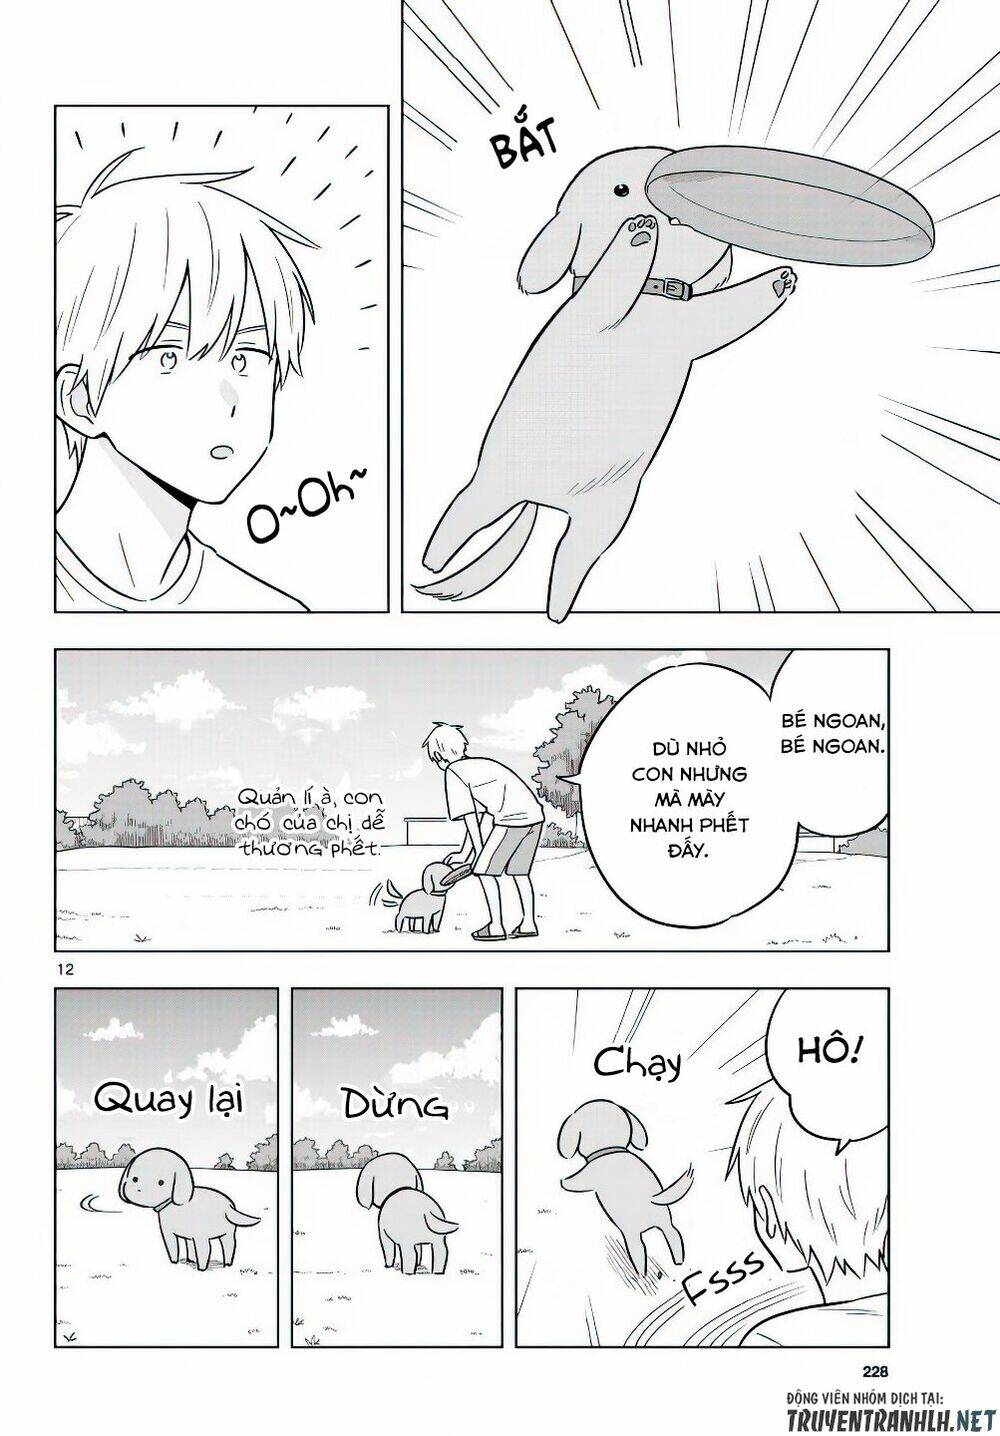 BẮT
O~Oh~
BÉ NGOAN,
BÉ NGOAN.
DÙ NHỎ
CON NHƯNG
MÀ MÀY
NHANH PHẾT
ĐẤY.
Quản lí à, con
chó của chị dễ
thương phết.
12
HÔ!
Chạy
Fsss
Dừng
Quay lại
228
ĐỘNG VIÊN NHÓM DỊCH TẠI:
TRUYENTRANHLH.NET